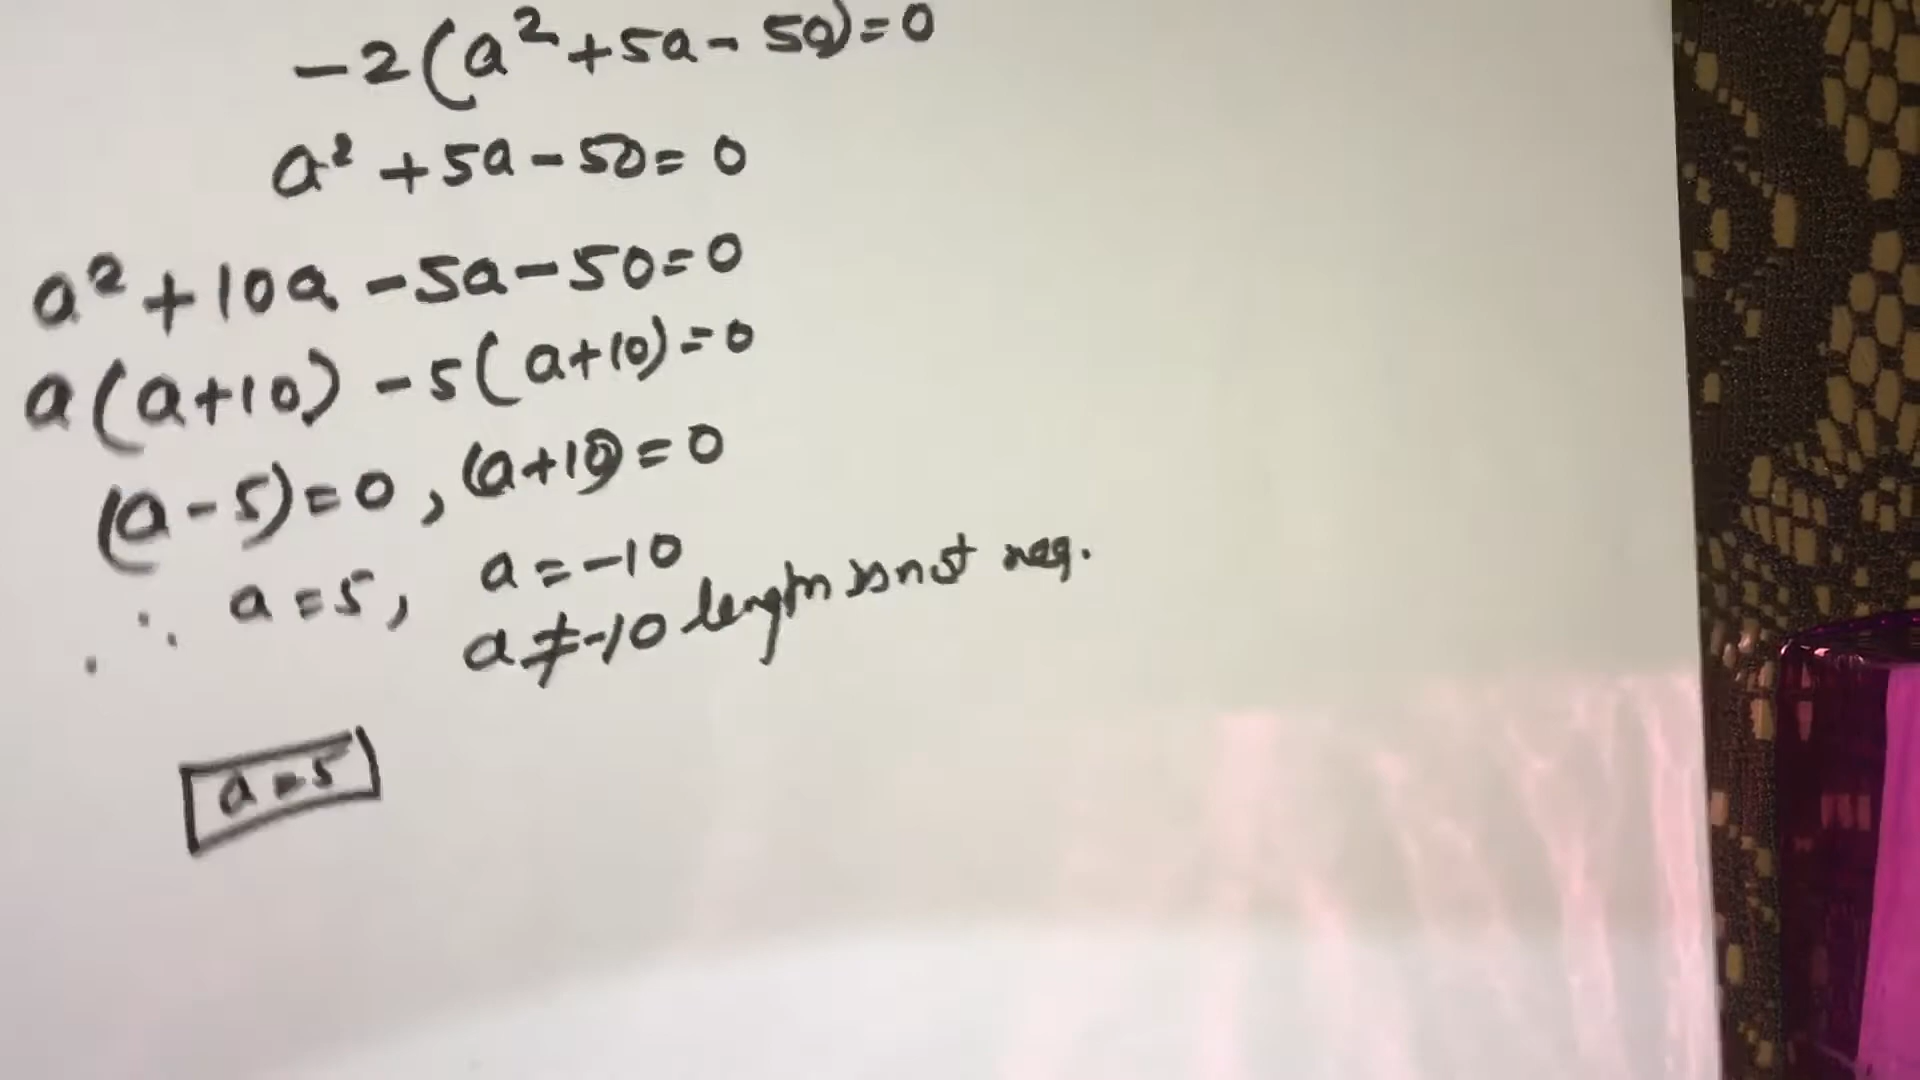 -2(a²+5a-50)=0
a²+5a-50=0
a²+10a-5a-50=0
a(a+10)-5(a+10)=0
(a-5)=0, (a+10)=0
∴ a=5, a=-10
a≠-10 length is not neg.
a=5